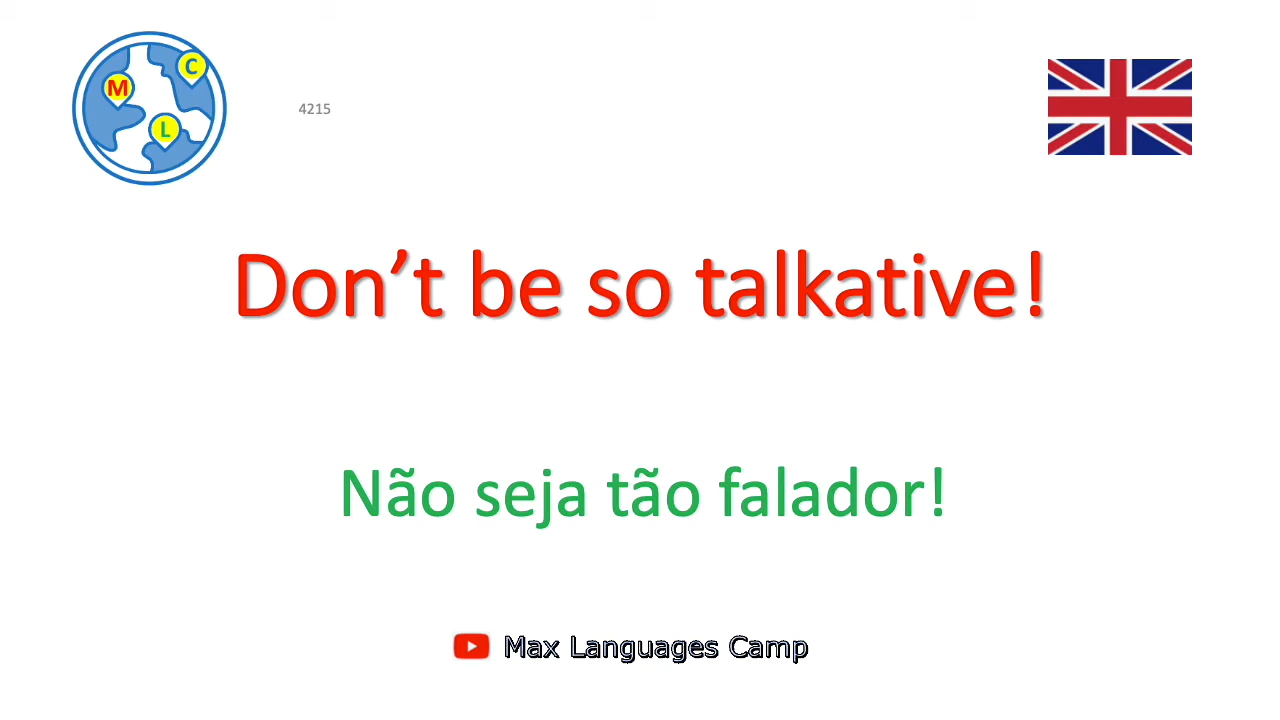 M
C
L
4215
Don’t be so talkative!
Não seja tão falador!
Max Languages Camp